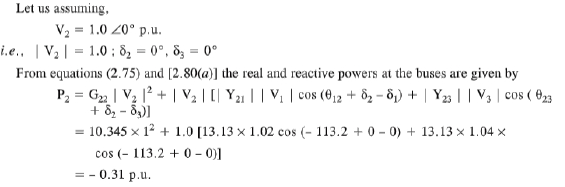 Let us assuming,
V₂ = 1.0 ∠0° p.u.
i.e., | V₂ | = 1.0 ; δ₂ = 0°, δ₃ = 0°
From equations (2.75) and [2.80(a)] the real and reactive powers at the buses are given by
P₂ = G₂₂ | V₂ |² + | V₂ | [| Y₂₁ | | V₁ | cos (θ₁₂ + δ₂ – δ₁) + | Y₂₃ | | V₃ | cos ( θ₂₃
+ δ₂ – δ₃)]
= 10.345 × 1² + 1.0 [13.13 × 1.02 cos (– 113.2 + 0 – 0) + 13.13 × 1.04 ×
cos (– 113.2 + 0 – 0)]
= – 0.31 p.u.